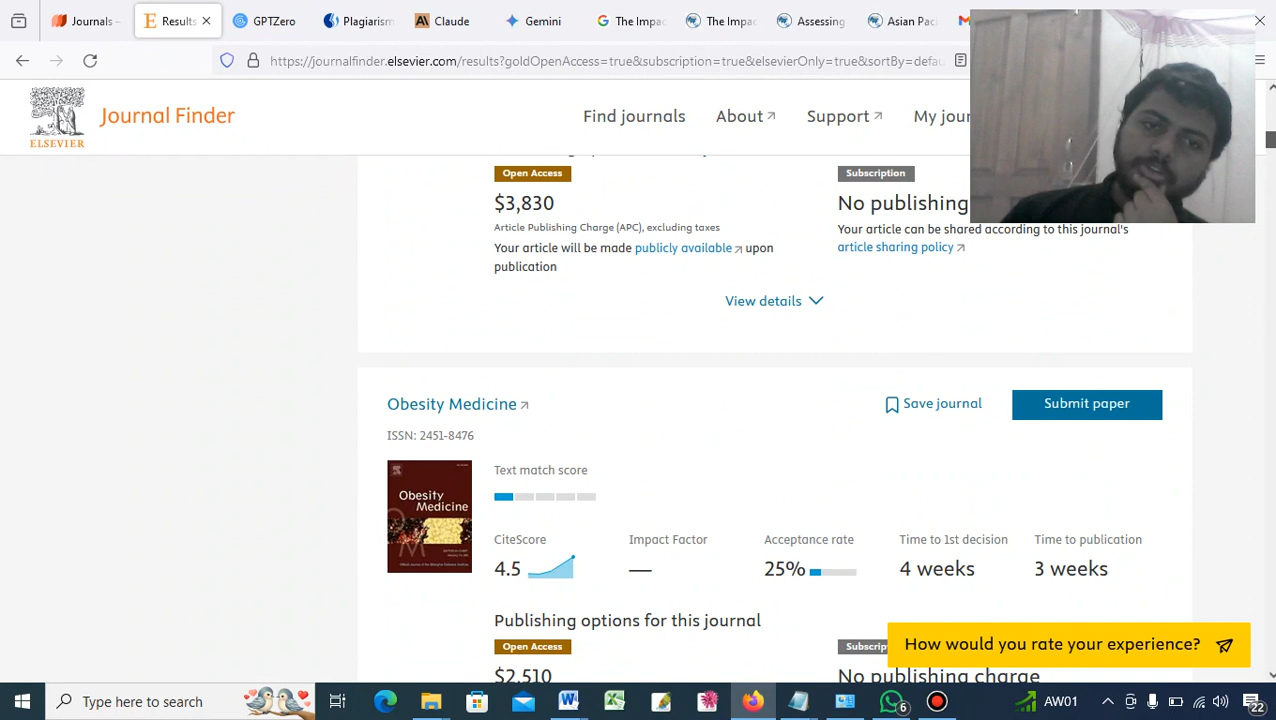 Journals -
Results
GPTZero
Plagiarism
Claude
Gemini
The Impac
The Impac
Assessing
Asian Paci
https://journalfinder.elsevier.com/results?goldOpenAccess=true&subscription=true&elsevierOnly=true&sortBy=defau
ELSEVIER
Journal Finder
Find journals
About
Support
My jour
Open Access
Subscription
$3,830
No publishing
Article Publishing Charge (APC), excluding taxes
Your article will be made publicly available upon
publication
Your article can be shared according to this journal's
article sharing policy
View details
Obesity Medicine
Save journal
Submit paper
ISSN: 2451-8476
Obesity
Medicine
Text match score
CiteScore
Impact Factor
Acceptance rate
Time to 1st decision
Time to publication
4.5
—
25%
4 weeks
3 weeks
Publishing options for this journal
Open Access
Subscrip
$2,510
No publishing charge
How would you rate your experience?
Type here to search
6
AW01
22